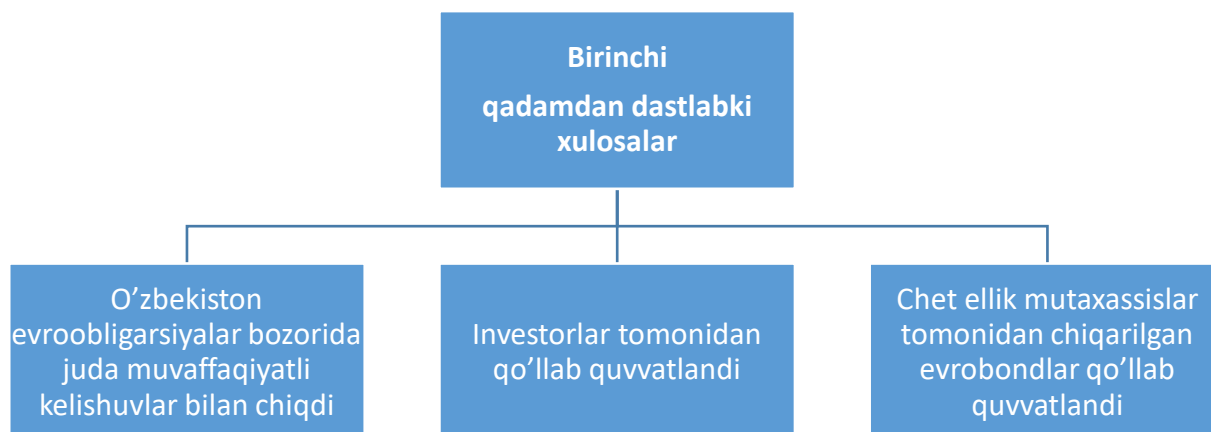 Birinchi
qadamdan dastlabki
xulosalar
O’zbekiston
evroobligarsiyalar bozorida
juda muvaffaqiyatli
kelishuvlar bilan chiqdi
Investorlar tomonidan
qo’llab quvvatlandi
Chet ellik mutaxassislar
tomonidan chiqarilgan
evrobondlar qo’llab
quvvatlandi